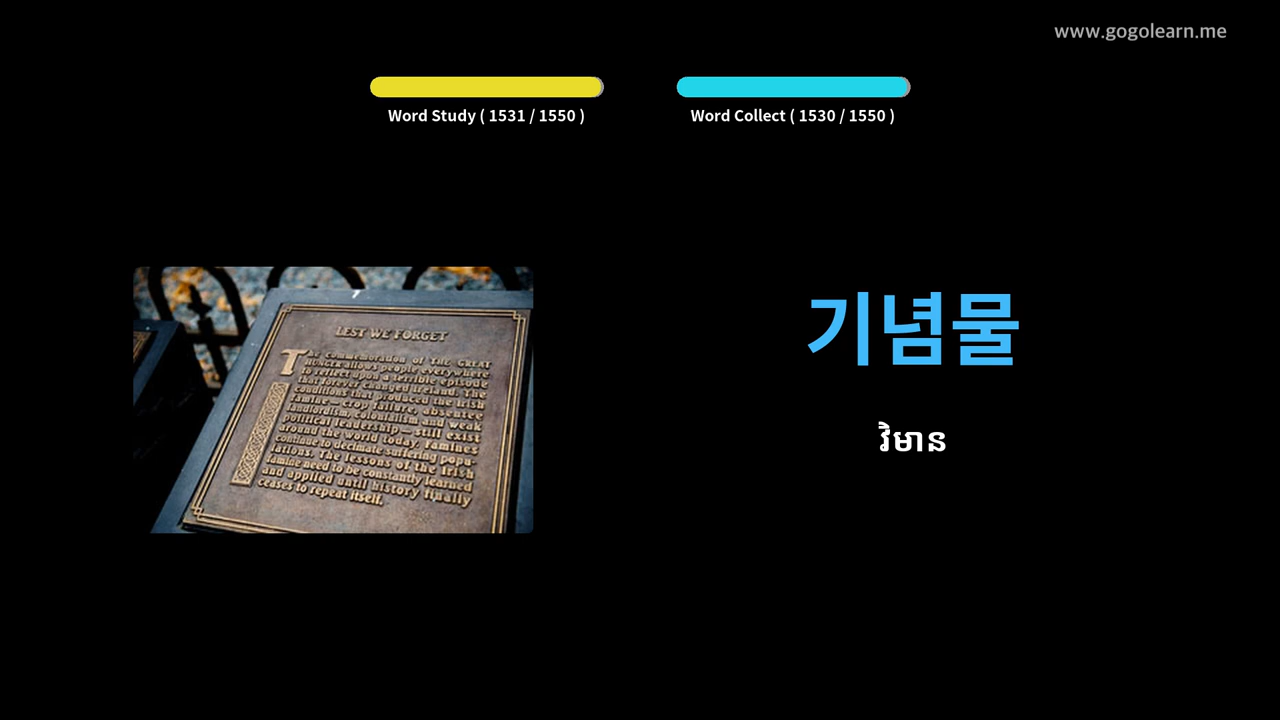 www.gogolearn.me
Word Study ( 1531 / 1550 )
Word Collect ( 1530 / 1550 )
LEST WE FORGET
The commemoration of THE GREAT
HUNGER allows people everywhere
to reflect upon a terrible episode
that forever changed Ireland. The
conditions that produced the Irish
famine — crop failure, absentee
landlordism, colonialism and weak
political leadership — still exist
around the world today. Famines
continue to decimate suffering popu-
lations. The lessons of the Irish
famine need to be constantly learned
and applied until history finally
ceases to repeat itself.
기념물
វិមាន